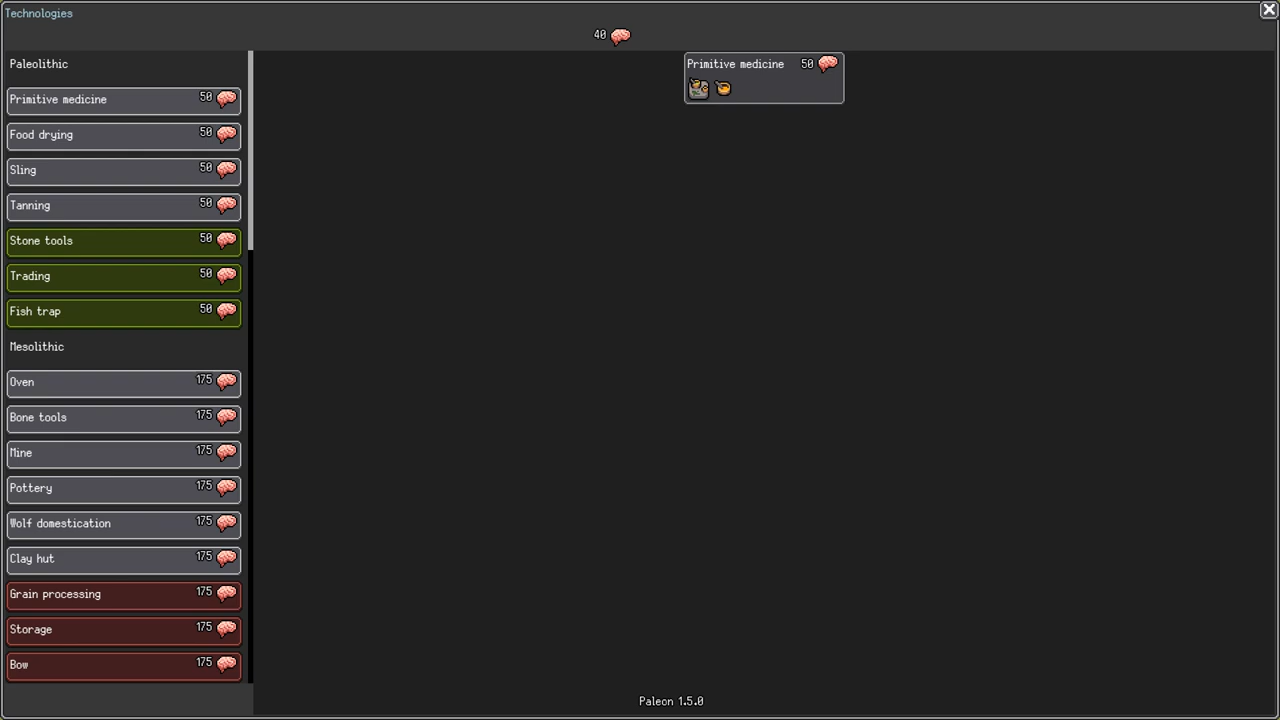 Technologies
40
Paleolithic
Primitive medicine 50
Food drying 50
Sling 50
Tanning 50
Stone tools 50
Trading 50
Fish trap 50
Mesolithic
Oven 175
Bone tools 175
Mine 175
Pottery 175
Wolf domestication 175
Clay hut 175
Grain processing 175
Storage 175
Bow 175
Primitive medicine 50
Paleon 1.5.0